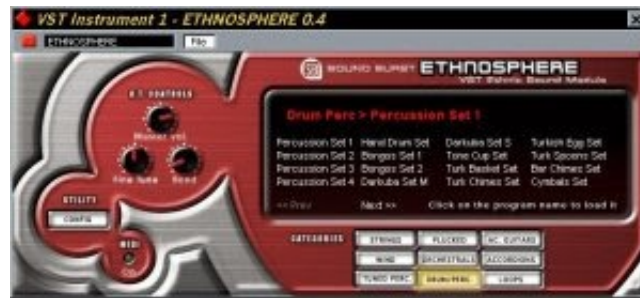 VST Instrument 1 - ETHNOSPHERE 0.4
ETHNOSPHERE File
SOUND BURST ETHNOSPHERE
VST Ethnic Sound Module
R.T. CONTROLS
Drum Perc > Percussion Set 1
Master vol.
Percussion Set 1 Hand Drum Set Darkuba Set S Turkish Egg Set
Percussion Set 2 Bongos Set 1 Tone Cup Set Turk Spoons Set
Percussion Set 3 Bongos Set 2 Turk Basket Set Bar Chimes Set
Percussion Set 4 Darkuba Set M Turk Chimes Set Cymbals Set
Fine tune Bend
UTILITY
<< Prev Next >> Click on the program name to load it
CONFIG
CATEGORIES STRINGS PLUCKED AC. GUITARS
MIDI
WIND ORCHESTRALS ACCORDIONS
TUNED PERC. DRUM/PERC. LOOPS